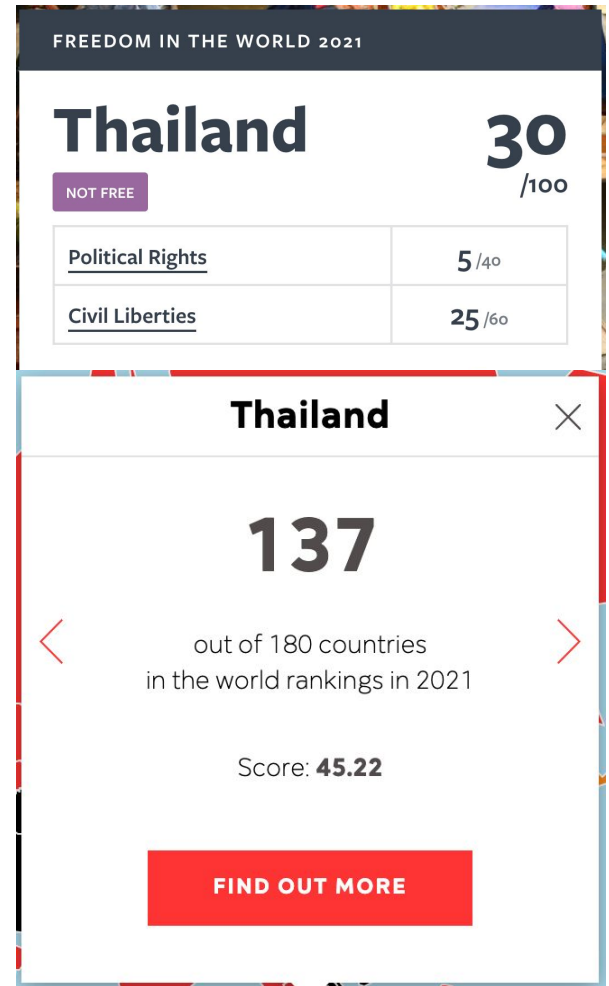 FREEDOM IN THE WORLD 2021
Thailand
30
/100
NOT FREE
Political Rights 5 /40
Civil Liberties 25 /60
Thailand
137
out of 180 countries
in the world rankings in 2021
Score: 45.22
FIND OUT MORE